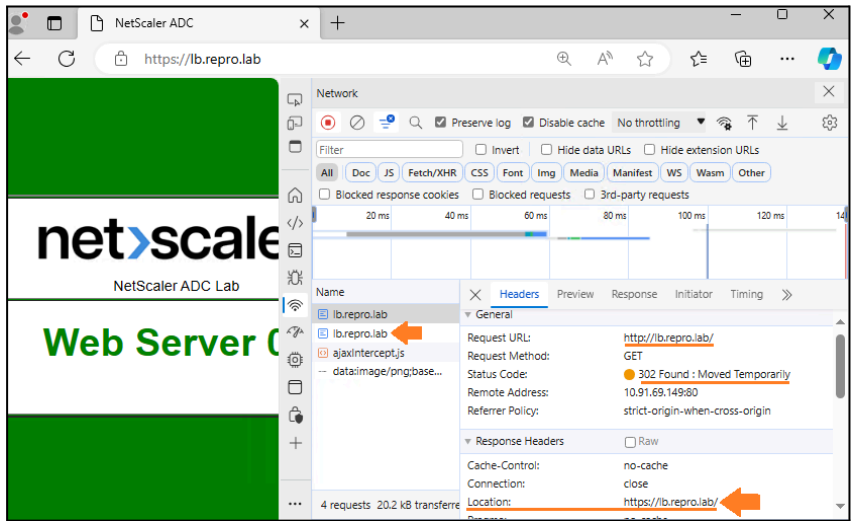 NetScaler ADC
https://lb.repro.lab
Network
Preserve log Disable cache No throttling
Filter Invert Hide data URLs Hide extension URLs
All Doc JS Fetch/XHR CSS Font Img Media Manifest WS Wasm Other
Blocked response cookies Blocked requests 3rd-party requests
20 ms 40 ms 60 ms 80 ms 100 ms 120 ms 14
netscale
NetScaler ADC Lab
Web Server
Name
lb.repro.lab
lb.repro.lab
ajaxIntercept.js
data:image/png;base...
4 requests 20.2 kB transferre
Headers Preview Response Initiator Timing
General
Request URL: http://lb.repro.lab/
Request Method: GET
Status Code: 302 Found : Moved Temporarily
Remote Address: 10.91.69.149:80
Referrer Policy: strict-origin-when-cross-origin
Response Headers Raw
Cache-Control: no-cache
Connection: close
Location: https://lb.repro.lab/